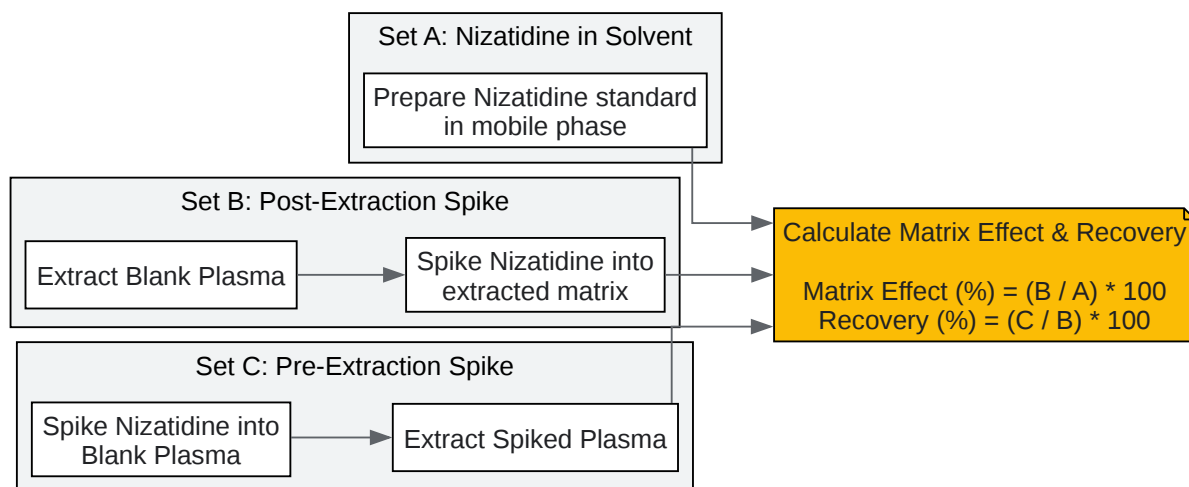 Set A: Nizatidine in Solvent
Prepare Nizatidine standard
in mobile phase
Set B: Post-Extraction Spike
Extract Blank Plasma
Spike Nizatidine into
extracted matrix
Set C: Pre-Extraction Spike
Spike Nizatidine into
Blank Plasma
Extract Spiked Plasma
Calculate Matrix Effect & Recovery
Matrix Effect (%) = (B / A) * 100
Recovery (%) = (C / B) * 100